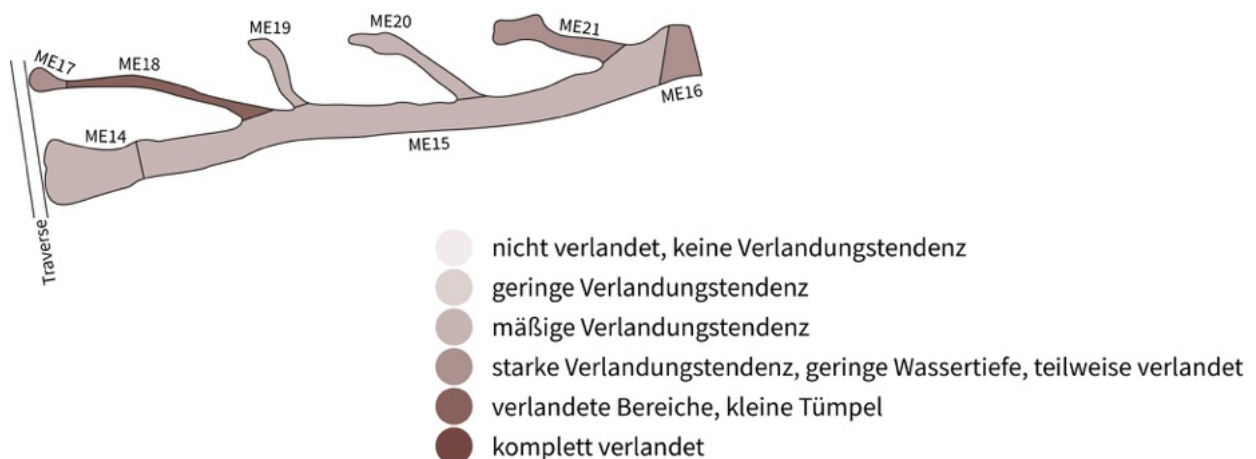 ME19
ME20
ME21
ME17
ME18
ME16
ME14
ME15
Traverse
nicht verlandet, keine Verlandungstendenz
geringe Verlandungstendenz
mäßige Verlandungstendenz
starke Verlandungstendenz, geringe Wassertiefe, teilweise verlandet
verlandete Bereiche, kleine Tümpel
komplett verlandet